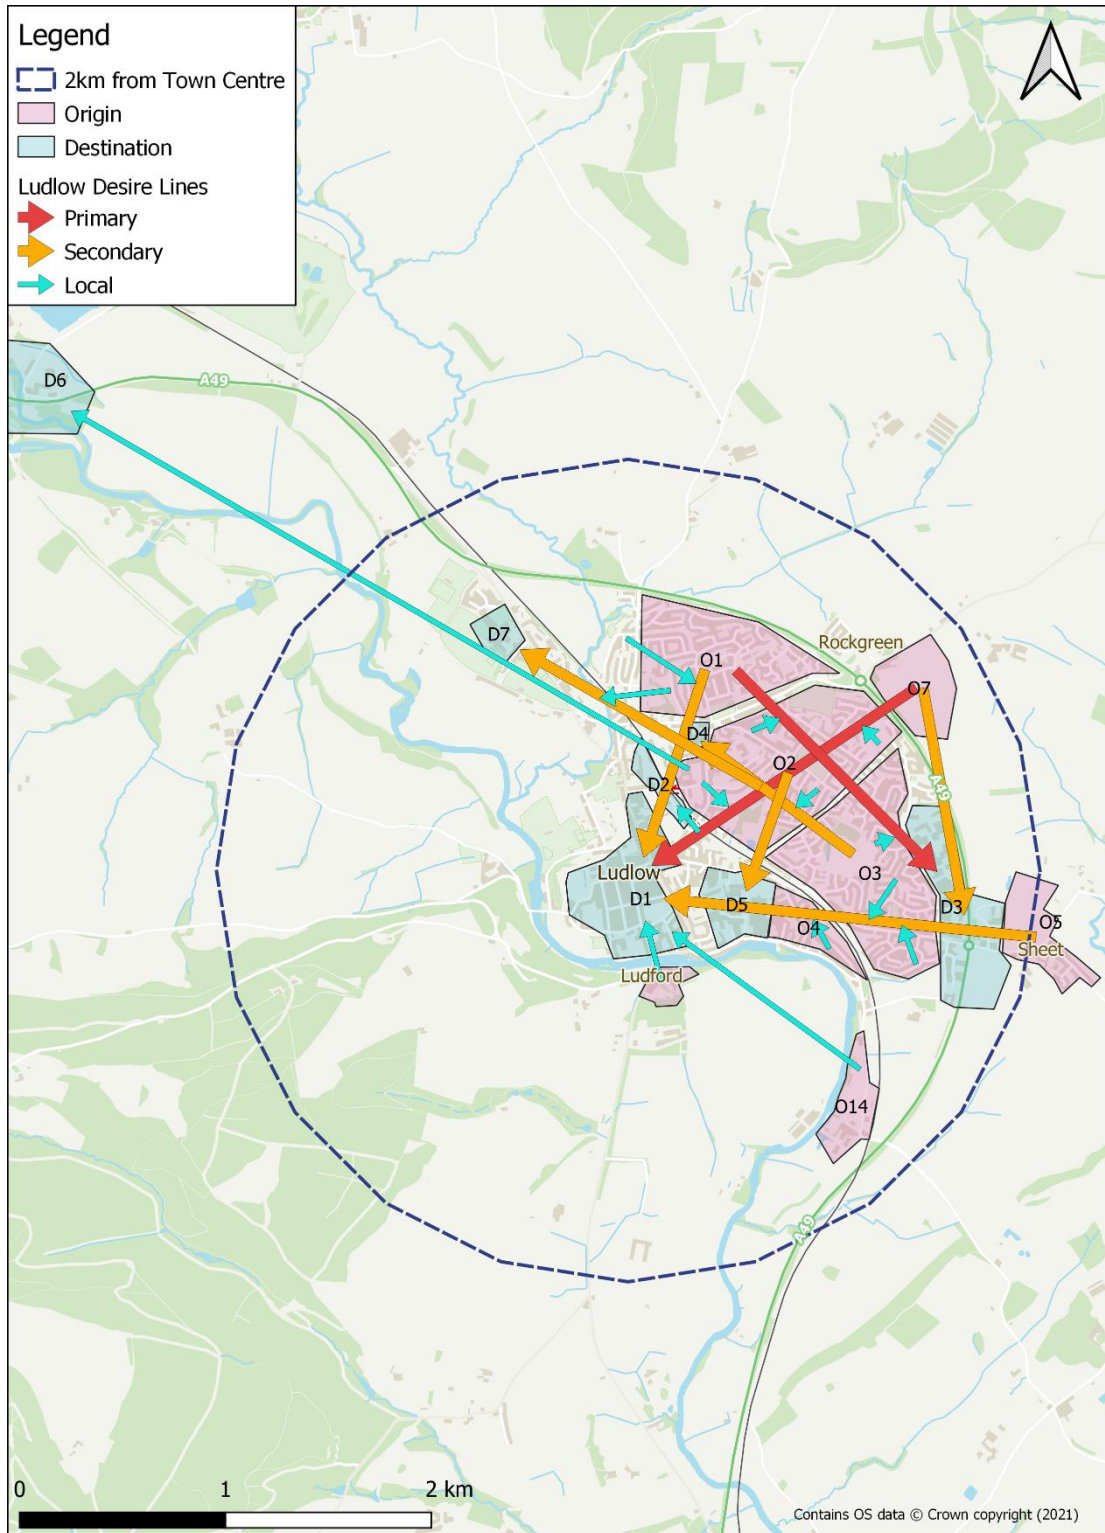 Legend
2km from Town Centre
Origin
Destination
Ludlow Desire Lines
Primary
Secondary
Local
D6
A49
D7
Rockgreen
O1
O7
D4
O2
D2
A49
Ludlow
O3
D1
D5
D3
O4
O5
Sheet
Ludford
O14
A49
0 1 2 km
Contains OS data © Crown copyright (2021)